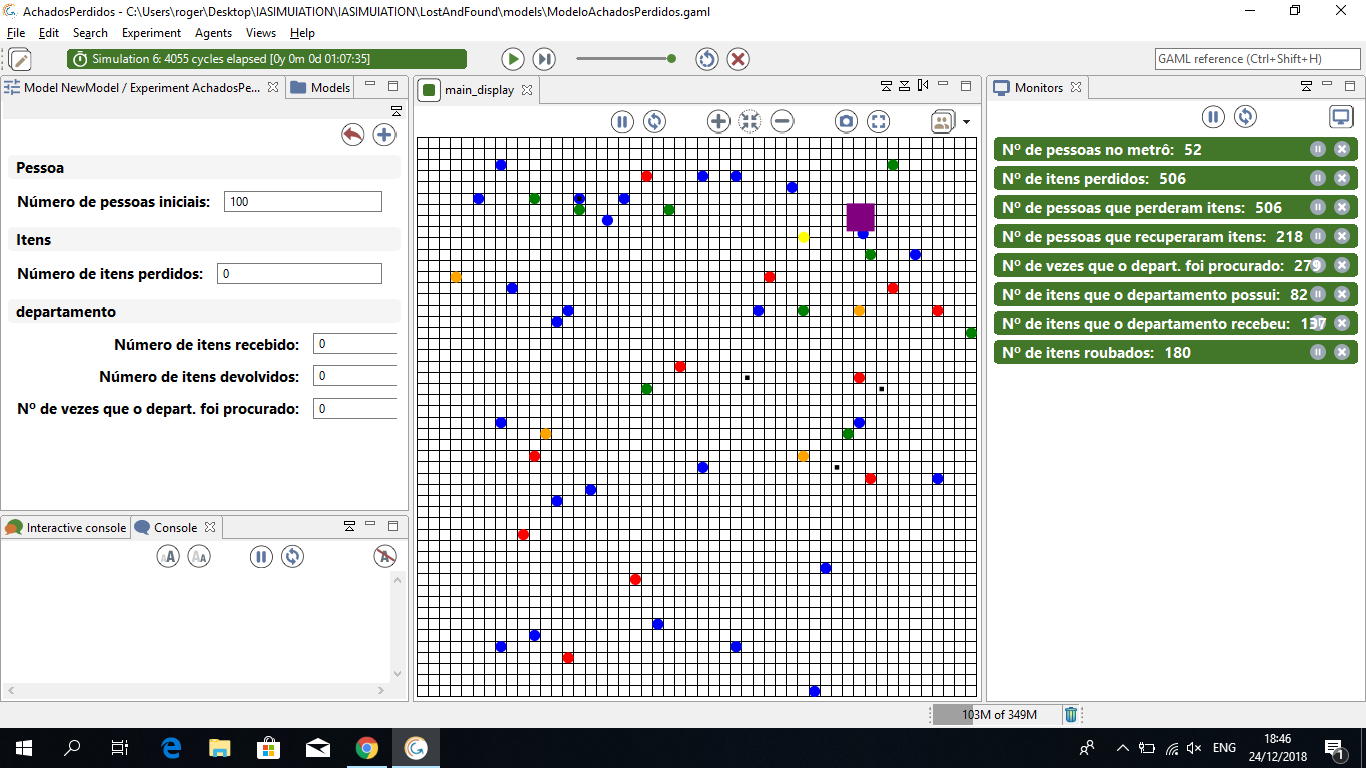 AchadosPerdidos - C:\Users\roger\Desktop\IASIMUlATION\IASIMUlATION\LostAndFound\models\ModeloAchadosPerdidos.gaml
File Edit Search Experiment Agents Views Help
Simulation 6: 4055 cycles elapsed [0y 0m 0d 01:07:35]
GAML reference (Ctrl+Shift+H)
Model NewModel / Experiment AchadosPe...
Models
Pessoa
Número de pessoas iniciais: 100
Itens
Número de itens perdidos: 0
departamento
Número de itens recebido: 0
Número de itens devolvidos: 0
Nº de vezes que o depart. foi procurado: 0
Interactive console
Console
main_display
Monitors
Nº de pessoas no metrô: 52
Nº de itens perdidos: 506
Nº de pessoas que perderam itens: 506
Nº de pessoas que recuperaram itens: 218
Nº de vezes que o depart. foi procurado: 279
Nº de itens que o departamento possui: 82
Nº de itens que o departamento recebeu: 137
Nº de itens roubados: 180
103M of 349M
ENG
18:46
24/12/2018
1